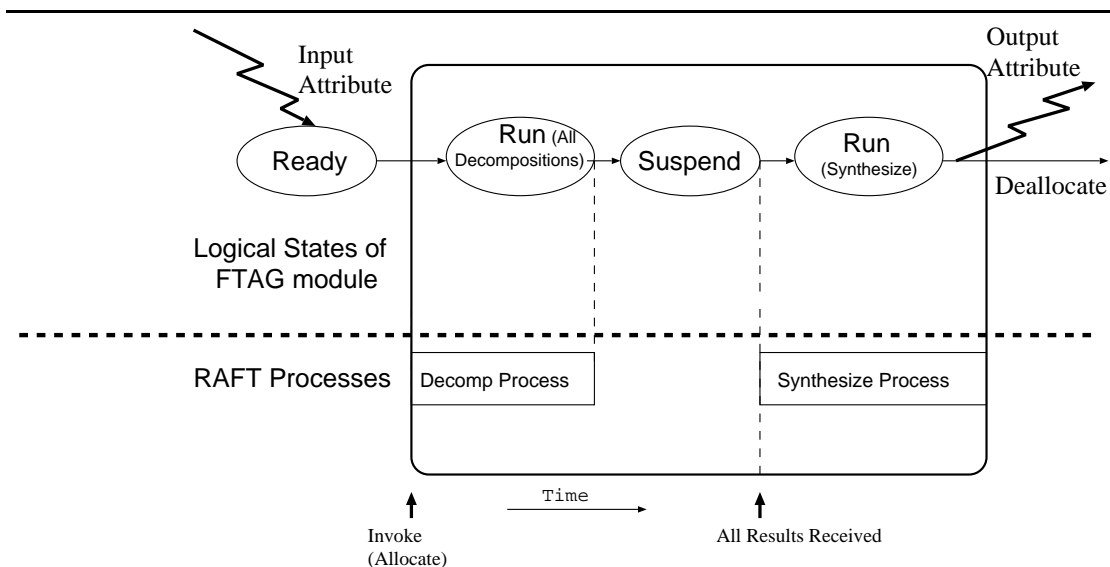 Input
Attribute
Output
Attribute
Ready
Run (All
Decompositions)
Suspend
Run
(Synthesize)
Deallocate
Logical States of
FTAG module
RAFT Processes
Decomp Process
Synthesize Process
Time
Invoke
(Allocate)
All Results Received